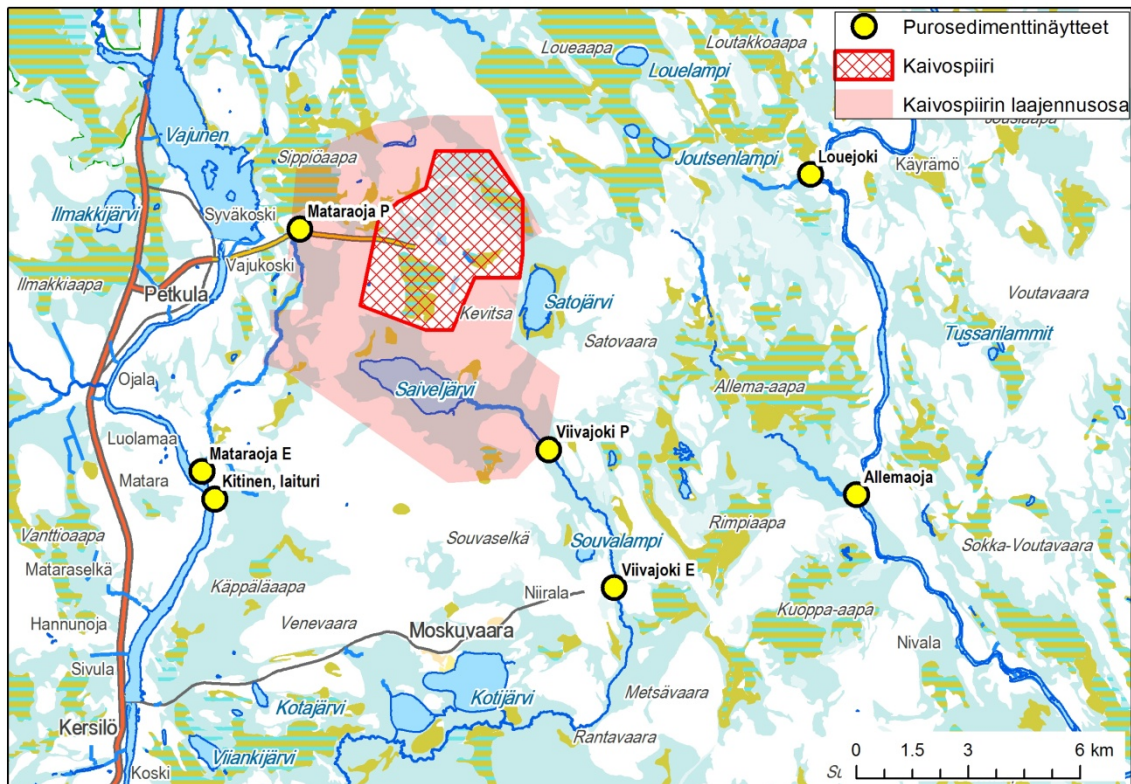 Purosedimenttinäytteet
Kaivospiiri
Kaivospiirin laajennusosa
Loueaapa
Loutakkoaapa
Louelampi
Vajunen
Sippiöaapa
Joutsenlampi
Louejoki
Käyrämö
Ilmakkijärvi
Syväkoski
Mataraoja P
Vajukoski
Ilmakkiaapa
Petkula
Kevitsa
Satojärvi
Voutavaara
Satovaara
Tussarilammit
Ojala
Saiveljärvi
Allema-aapa
Luolamaa
Viivajoki P
Mataraoja E
Matara
Kitinen, laituri
Allemaoja
Vanttioaapa
Souvaselkä
Rimpiaapa
Mataraselkä
Souvalampi
Sokka-Voutavaara
Käppäläaapa
Viivajoki E
Niirala
Kuoppa-aapa
Hannunoja
Venevaara
Moskuvaara
Nivala
Sivula
Kotijärvi
Metsävaara
Kotajärvi
Kersilö
Rantavaara
Viiankijärvi
Koski
0 1.5 3 6 km